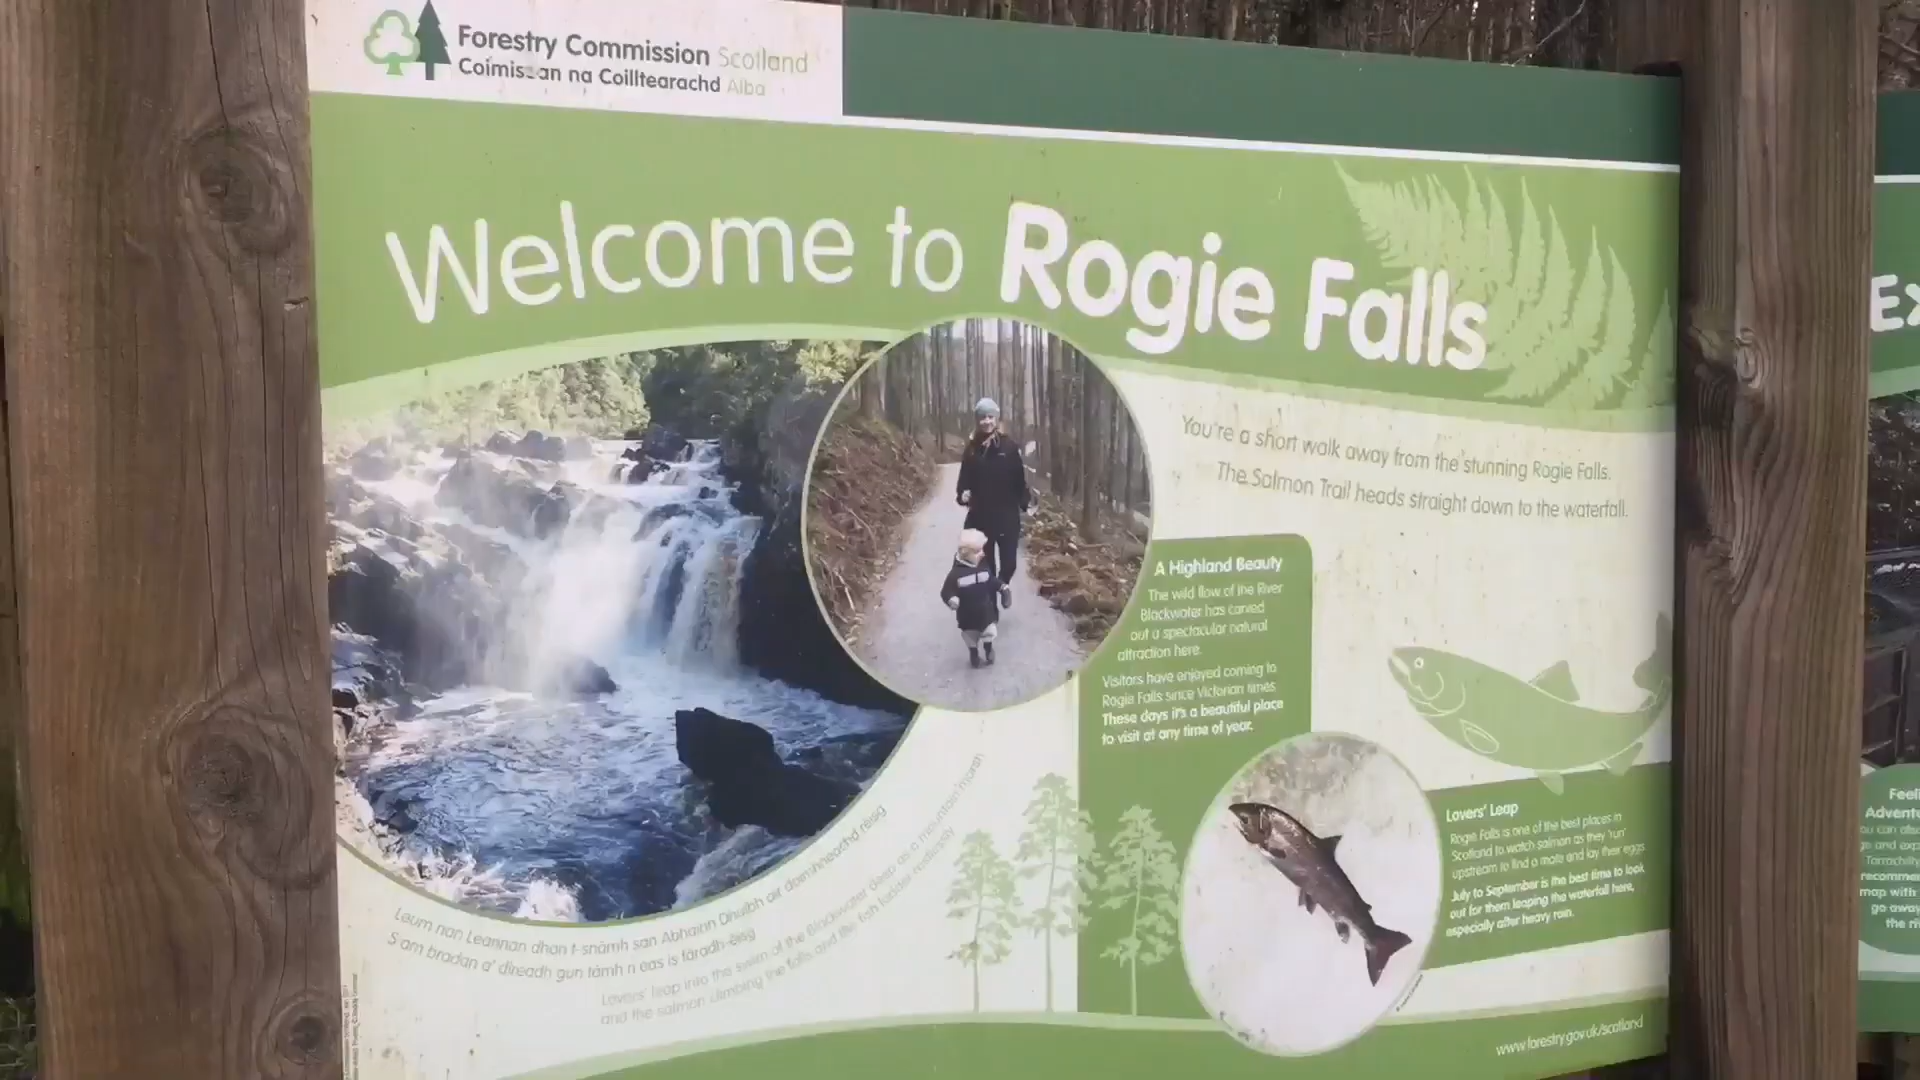 Forestry Commission Scotland
Coimisean na Coilltearachd Alba
Welcome to Rogie Falls
You're a short walk away from the stunning Rogie Falls.
The Salmon Trail heads straight down to the waterfall.
A Highland Beauty
The wild flow of the River
Blackwater has carved
out a spectacular natural
attraction here.
Visitors have enjoyed coming to
Rogie Falls since Victorian times
These days it's a beautiful place
to visit at any time of year.
Lovers' Leap
Rogie Falls is one of the best places in
Scotland to watch salmon as they 'run'
upstream to find a mate and lay their eggs
July to September is the best time to look
out for them leaping the waterfall here,
especially after heavy rain.
Leum nan Leannan dhan t-snàmh san Abhainn Dhuibh air doimhneachd rèisg
S am bradan a' dìreadh gun tàmh n eas is fàradh-èisg
Lovers' leap into the swim of the Blackwater deep as a mountain
and the salmon climbing the falls and the fish ladder restlessly
www.forestry.gov.uk/scotland
Ex
Feeli
Advent
map with
go away
the ri